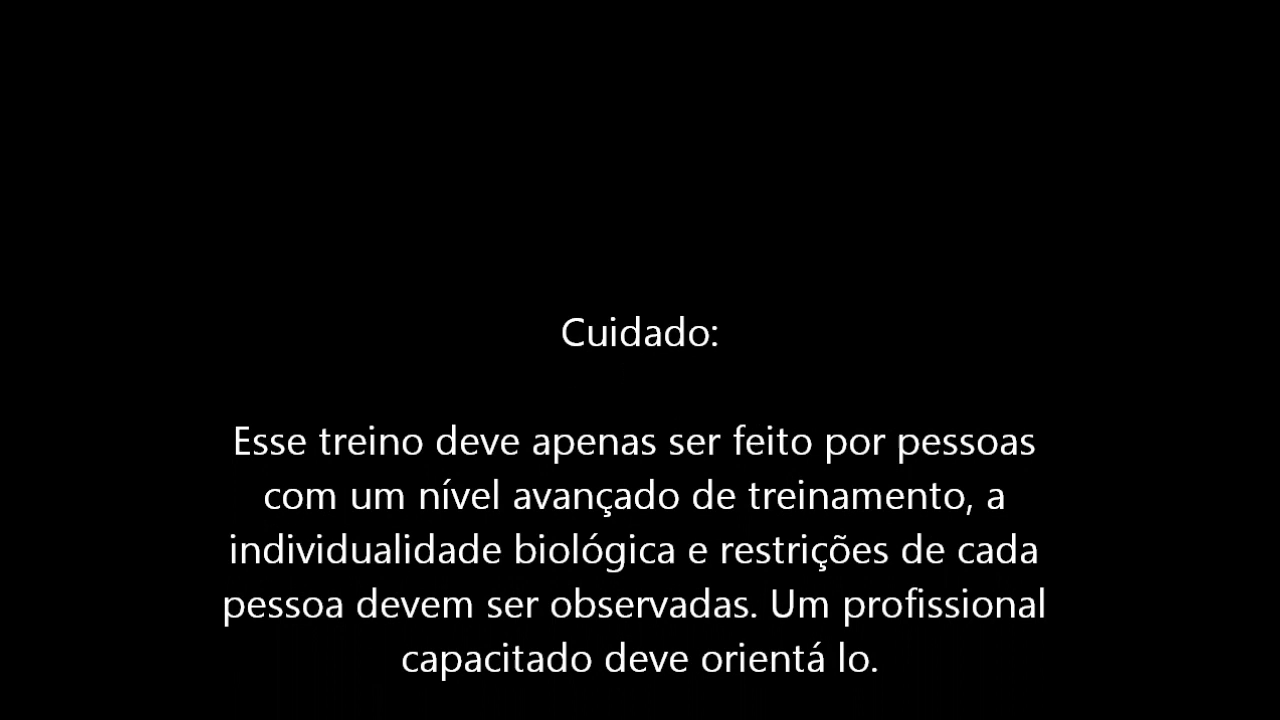 Cuidado:
Esse treino deve apenas ser feito por pessoas
com um nível avançado de treinamento, a
individualidade biológica e restrições de cada
pessoa devem ser observadas. Um profissional
capacitado deve orientá lo.